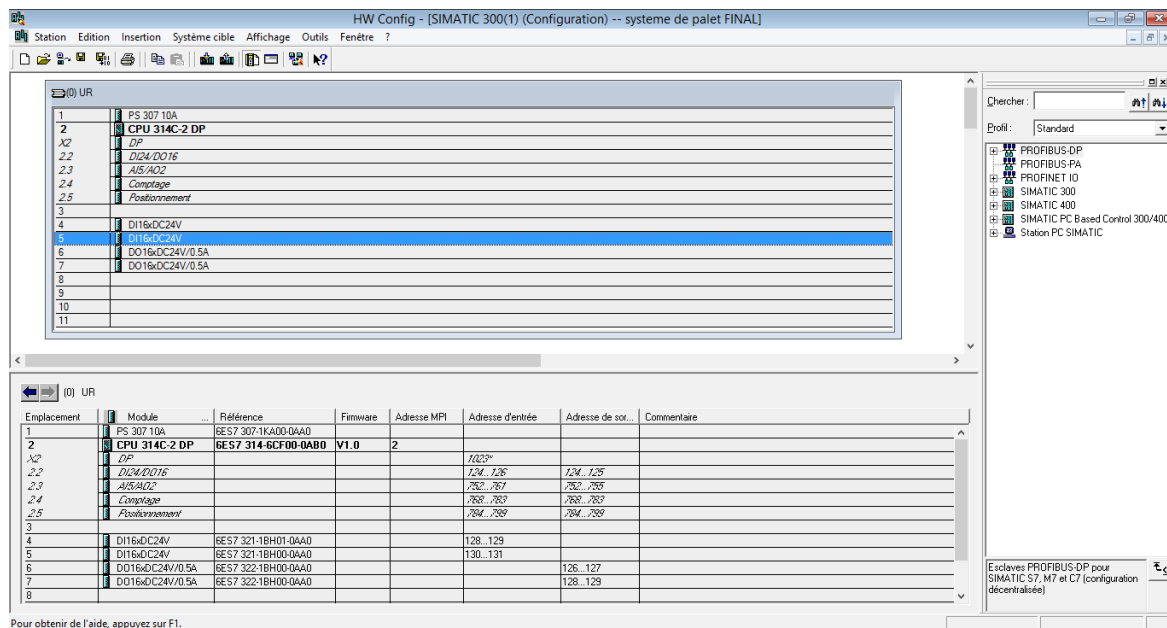 HW Config - [SIMATIC 300(1) (Configuration) -- systeme de palet FINAL]
Station Edition Insertion Système cible Affichage Outils Fenêtre ?
(0) UR
1 PS 307 10A
2 CPU 314C-2 DP
X2 DP
2.2 DI24/DO16
2.3 AI5/AO2
2.4 Comptage
2.5 Positionnement
3
4 DI16xDC24V
5 DI16xDC24V
6 DO16xDC24V/0.5A
7 DO16xDC24V/0.5A
8
9
10
11
Chercher :
Profil : Standard
PROFIBUS-DP
PROFIBUS-PA
PROFINET IO
SIMATIC 300
SIMATIC 400
SIMATIC PC Based Control 300/400
Station PC SIMATIC
(0) UR
Emplacement Module ... Référence Firmware Adresse MPI Adresse d'entrée Adresse de sor... Commentaire
1 PS 307 10A 6ES7 307-1KA00-0AA0
2 CPU 314C-2 DP 6ES7 314-6CF00-0AB0 V1.0 2
X2 DP 1023*
2.2 DI24/DO16 124...126 124...125
2.3 AI5/AO2 752...761 752...755
2.4 Comptage 768...783 768...783
2.5 Positionnement 784...799 784...799
3
4 DI16xDC24V 6ES7 321-1BH01-0AA0 128...129
5 DI16xDC24V 6ES7 321-1BH00-0AA0 130...131
6 DO16xDC24V/0.5A 6ES7 322-1BH00-0AA0 126...127
7 DO16xDC24V/0.5A 6ES7 322-1BH00-0AA0 128...129
8
Esclaves PROFIBUS-DP pour
SIMATIC S7, M7 et C7 (configuration
décentralisée)
Pour obtenir de l'aide, appuyez sur F1.